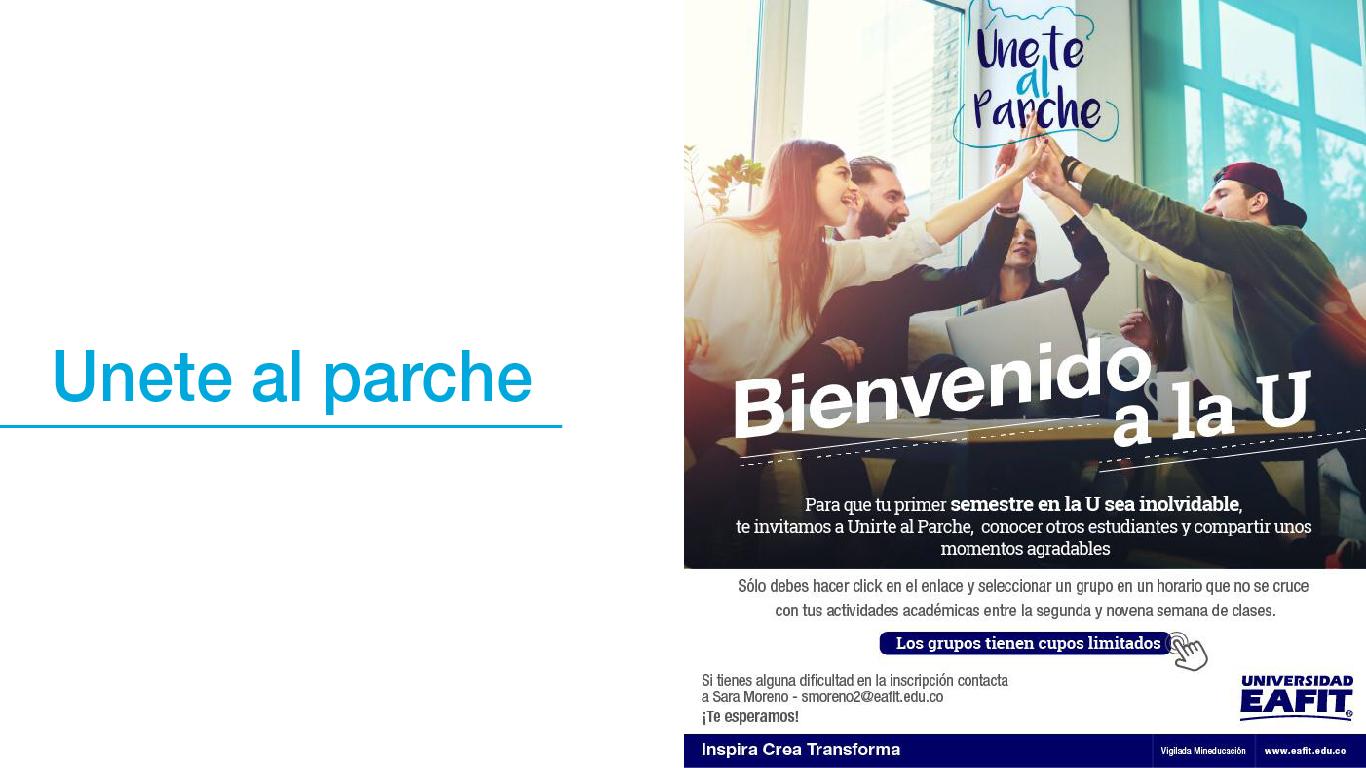 Unete al parche
Únete
al
Parche
Bienvenido
a la U
Para que tu primer semestre en la U sea inolvidable,
te invitamos a Unirte al Parche, conocer otros estudiantes y compartir unos
momentos agradables
Sólo debes hacer click en el enlace y seleccionar un grupo en un horario que no se cruce
con tus actividades académicas entre la segunda y novena semana de clases.
Los grupos tienen cupos limitados
Si tienes alguna dificultad en la inscripción contacta
a Sara Moreno - smoreno2@eafit.edu.co
¡Te esperamos!
UNIVERSIDAD
EAFIT®
Inspira Crea Transforma
Vigilada Mineducación
www.eafit.edu.co